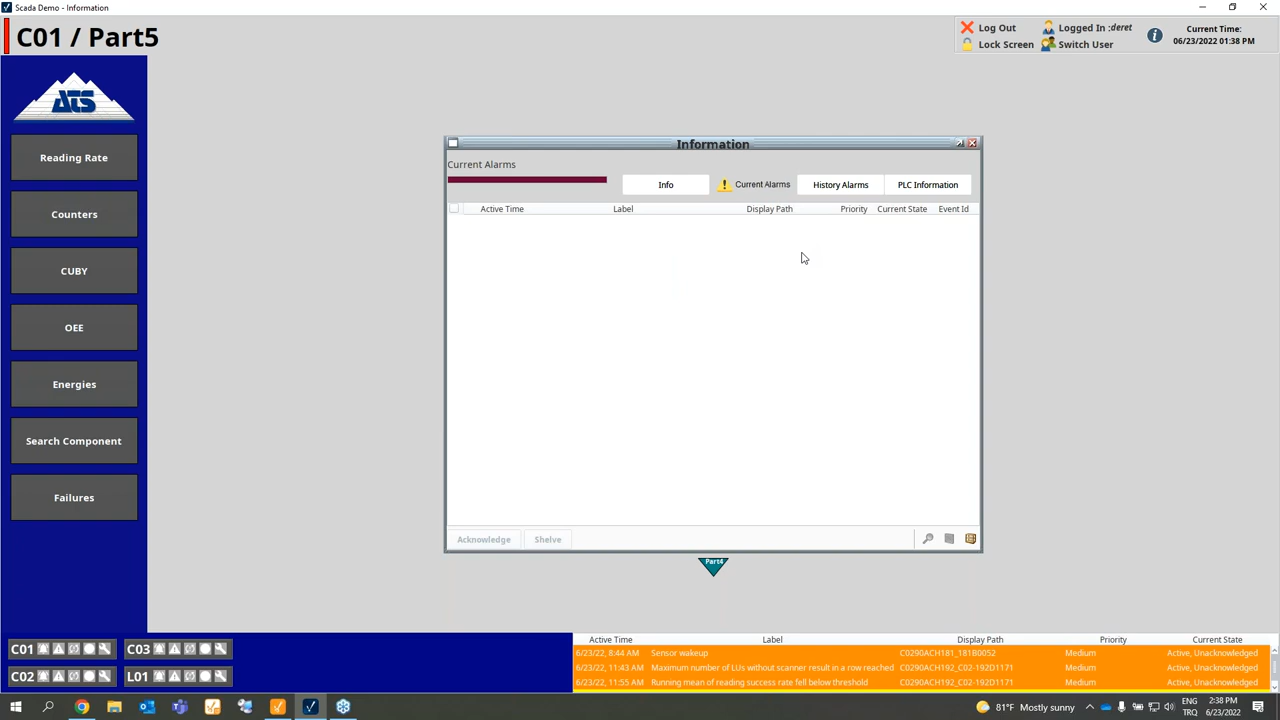 Scada Demo - Information
C01 / Part5
Log Out
Logged In :deret
Lock Screen
Switch User
Current Time:
06/23/2022 01:38 PM
ATS
Reading Rate
Counters
CUBY
OEE
Energies
Search Component
Failures
Information
Current Alarms
Info
Current Alarms
History Alarms
PLC Information
Active Time Label Display Path Priority Current State Event Id
Acknowledge
Shelve
Part4
C01
C03
C02
L01
Active Time Label Display Path Priority Current State
6/23/22, 8:44 AM Sensor wakeup C0290ACH181_181B0052 Medium Active, Unacknowledged
6/23/22, 11:43 AM Maximum number of LUs without scanner result in a row reached C0290ACH192_C02-192D1171 Medium Active, Unacknowledged
6/23/22, 11:55 AM Running mean of reading success rate fell below threshold C0290ACH192_C02-192D1171 Medium Active, Unacknowledged
81°F Mostly sunny
ENG
TRQ
2:38 PM
6/23/2022